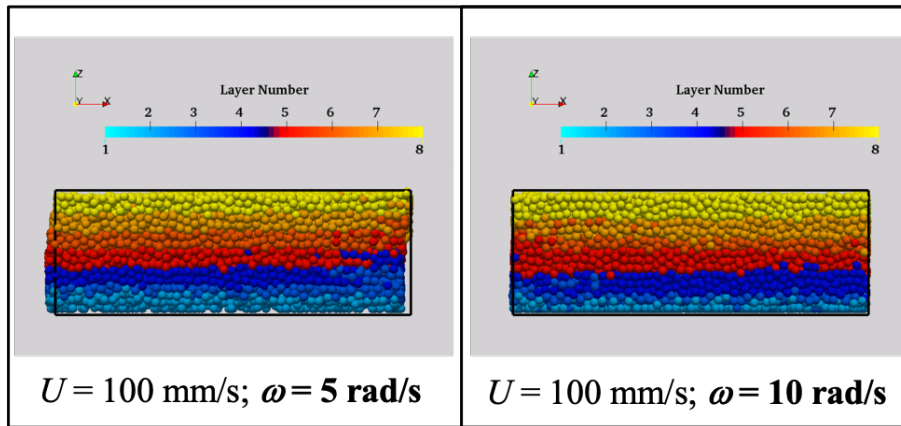 Z
Y X
Layer Number
2 3 4 5 6 7
1 8
U = 100 mm/s; ω = 5 rad/s
Z
Y X
Layer Number
2 3 4 5 6 7
1 8
U = 100 mm/s; ω = 10 rad/s